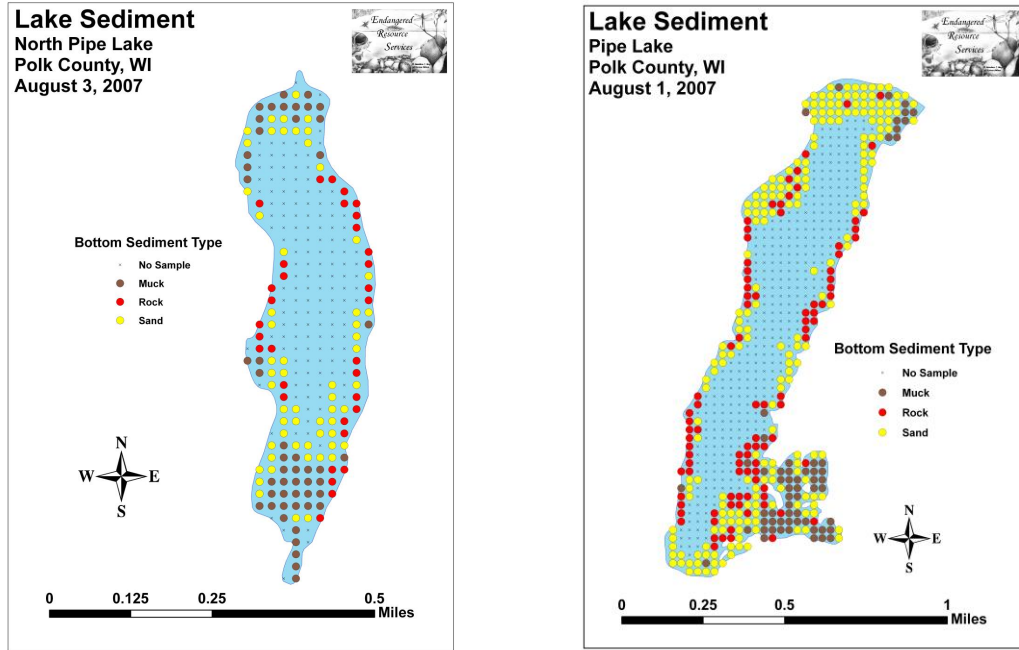 Lake Sediment
North Pipe Lake
Polk County, WI
August 3, 2007
Endangered
Resource
Services
Bottom Sediment Type
No Sample
Muck
Rock
Sand
N
W E
S
0 0.125 0.25 0.5
Miles
Lake Sediment
Pipe Lake
Polk County, WI
August 1, 2007
Endangered
Resource
Services
Bottom Sediment Type
No Sample
Muck
Rock
Sand
N
W E
S
0 0.25 0.5 1
Miles